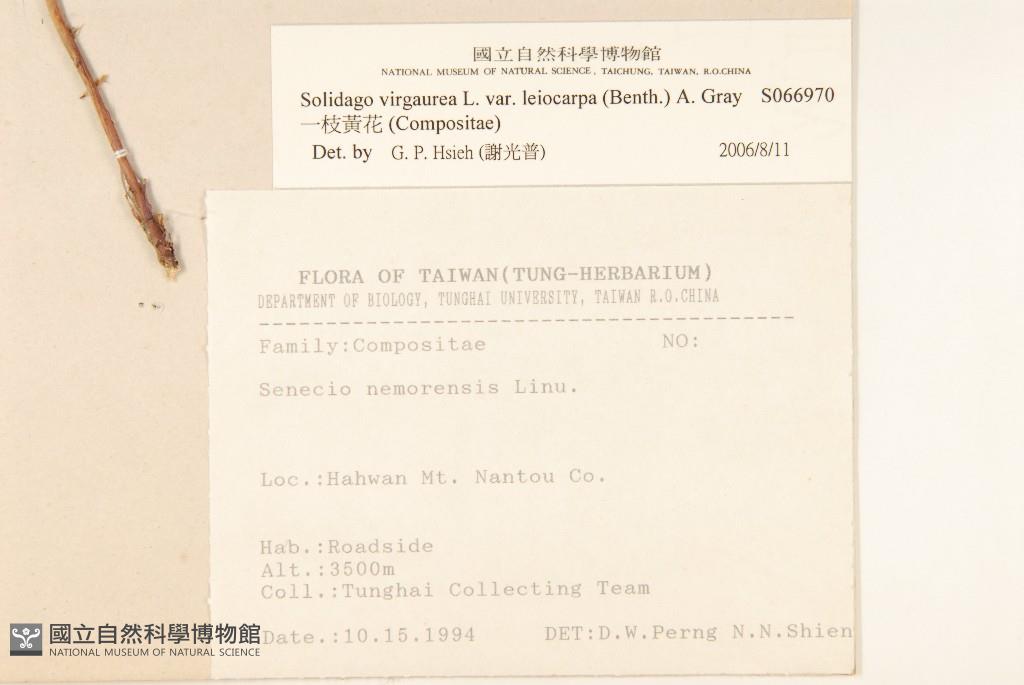 國立自然科學博物館
NATIONAL MUSEUM OF NATURAL SCIENCE, TAICHUNG, TAIWAN, R.O.CHINA
Solidago virgaurea L. var. leiocarpa (Benth.) A. Gray S066970
一枝黃花 (Compositae)
Det. by G. P. Hsieh (謝光普) 2006/8/11
FLORA OF TAIWAN(TUNG-HERBARIUM)
DEPARTMENT OF BIOLOGY, TUNGHAI UNIVERSITY, TAIWAN R.O.CHINA
Family:Compositae NO:
Senecio nemorensis Linu.
Loc.:Hahwan Mt. Nantou Co.
Hab.:Roadside
Alt.:3500m
Coll.:Tunghai Collecting Team
Date.:10.15.1994 DET:D.W.Perng N.N.Shien
國立自然科學博物館
NATIONAL MUSEUM OF NATURAL SCIENCE